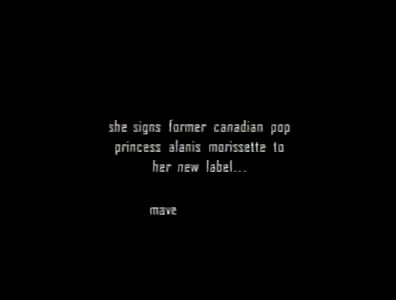 she signs former canadian pop
princess alanis morissette to
her new label...
mave